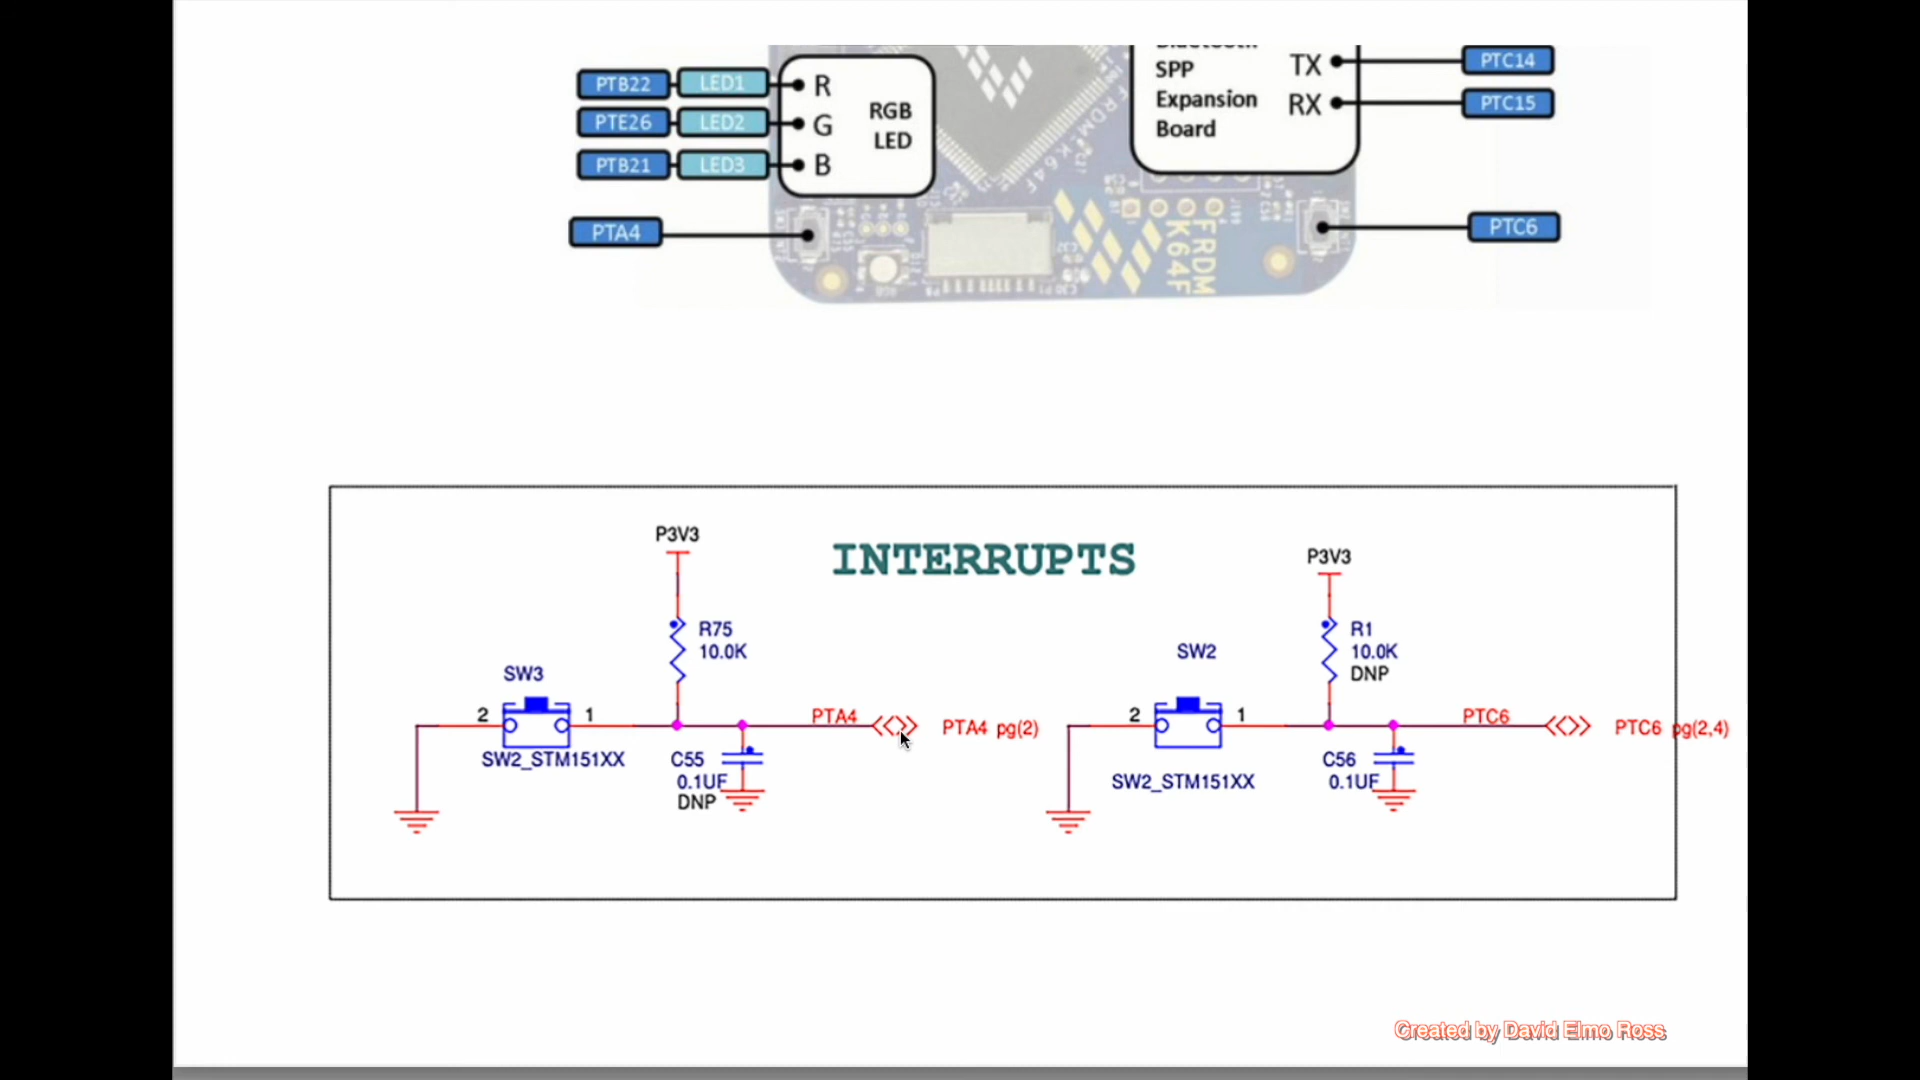 PTB22 LED1 R
PTE26 LED2 G
PTB21 LED3 B
RGB
LED
PTA4
SPP
Expansion
Board
TX PTC14
RX PTC15
PTC6
FRDM
K64F
FRDM-K64F
INTERRUPTS
P3V3
R75
10.0K
SW3
2 1
SW2_STM151XX
C55
0.1UF
DNP
PTA4
PTA4 pg(2)
P3V3
R1
10.0K
DNP
SW2
2 1
SW2_STM151XX
C56
0.1UF
PTC6
PTC6 pg(2,4)
Created by David Elmo Ross